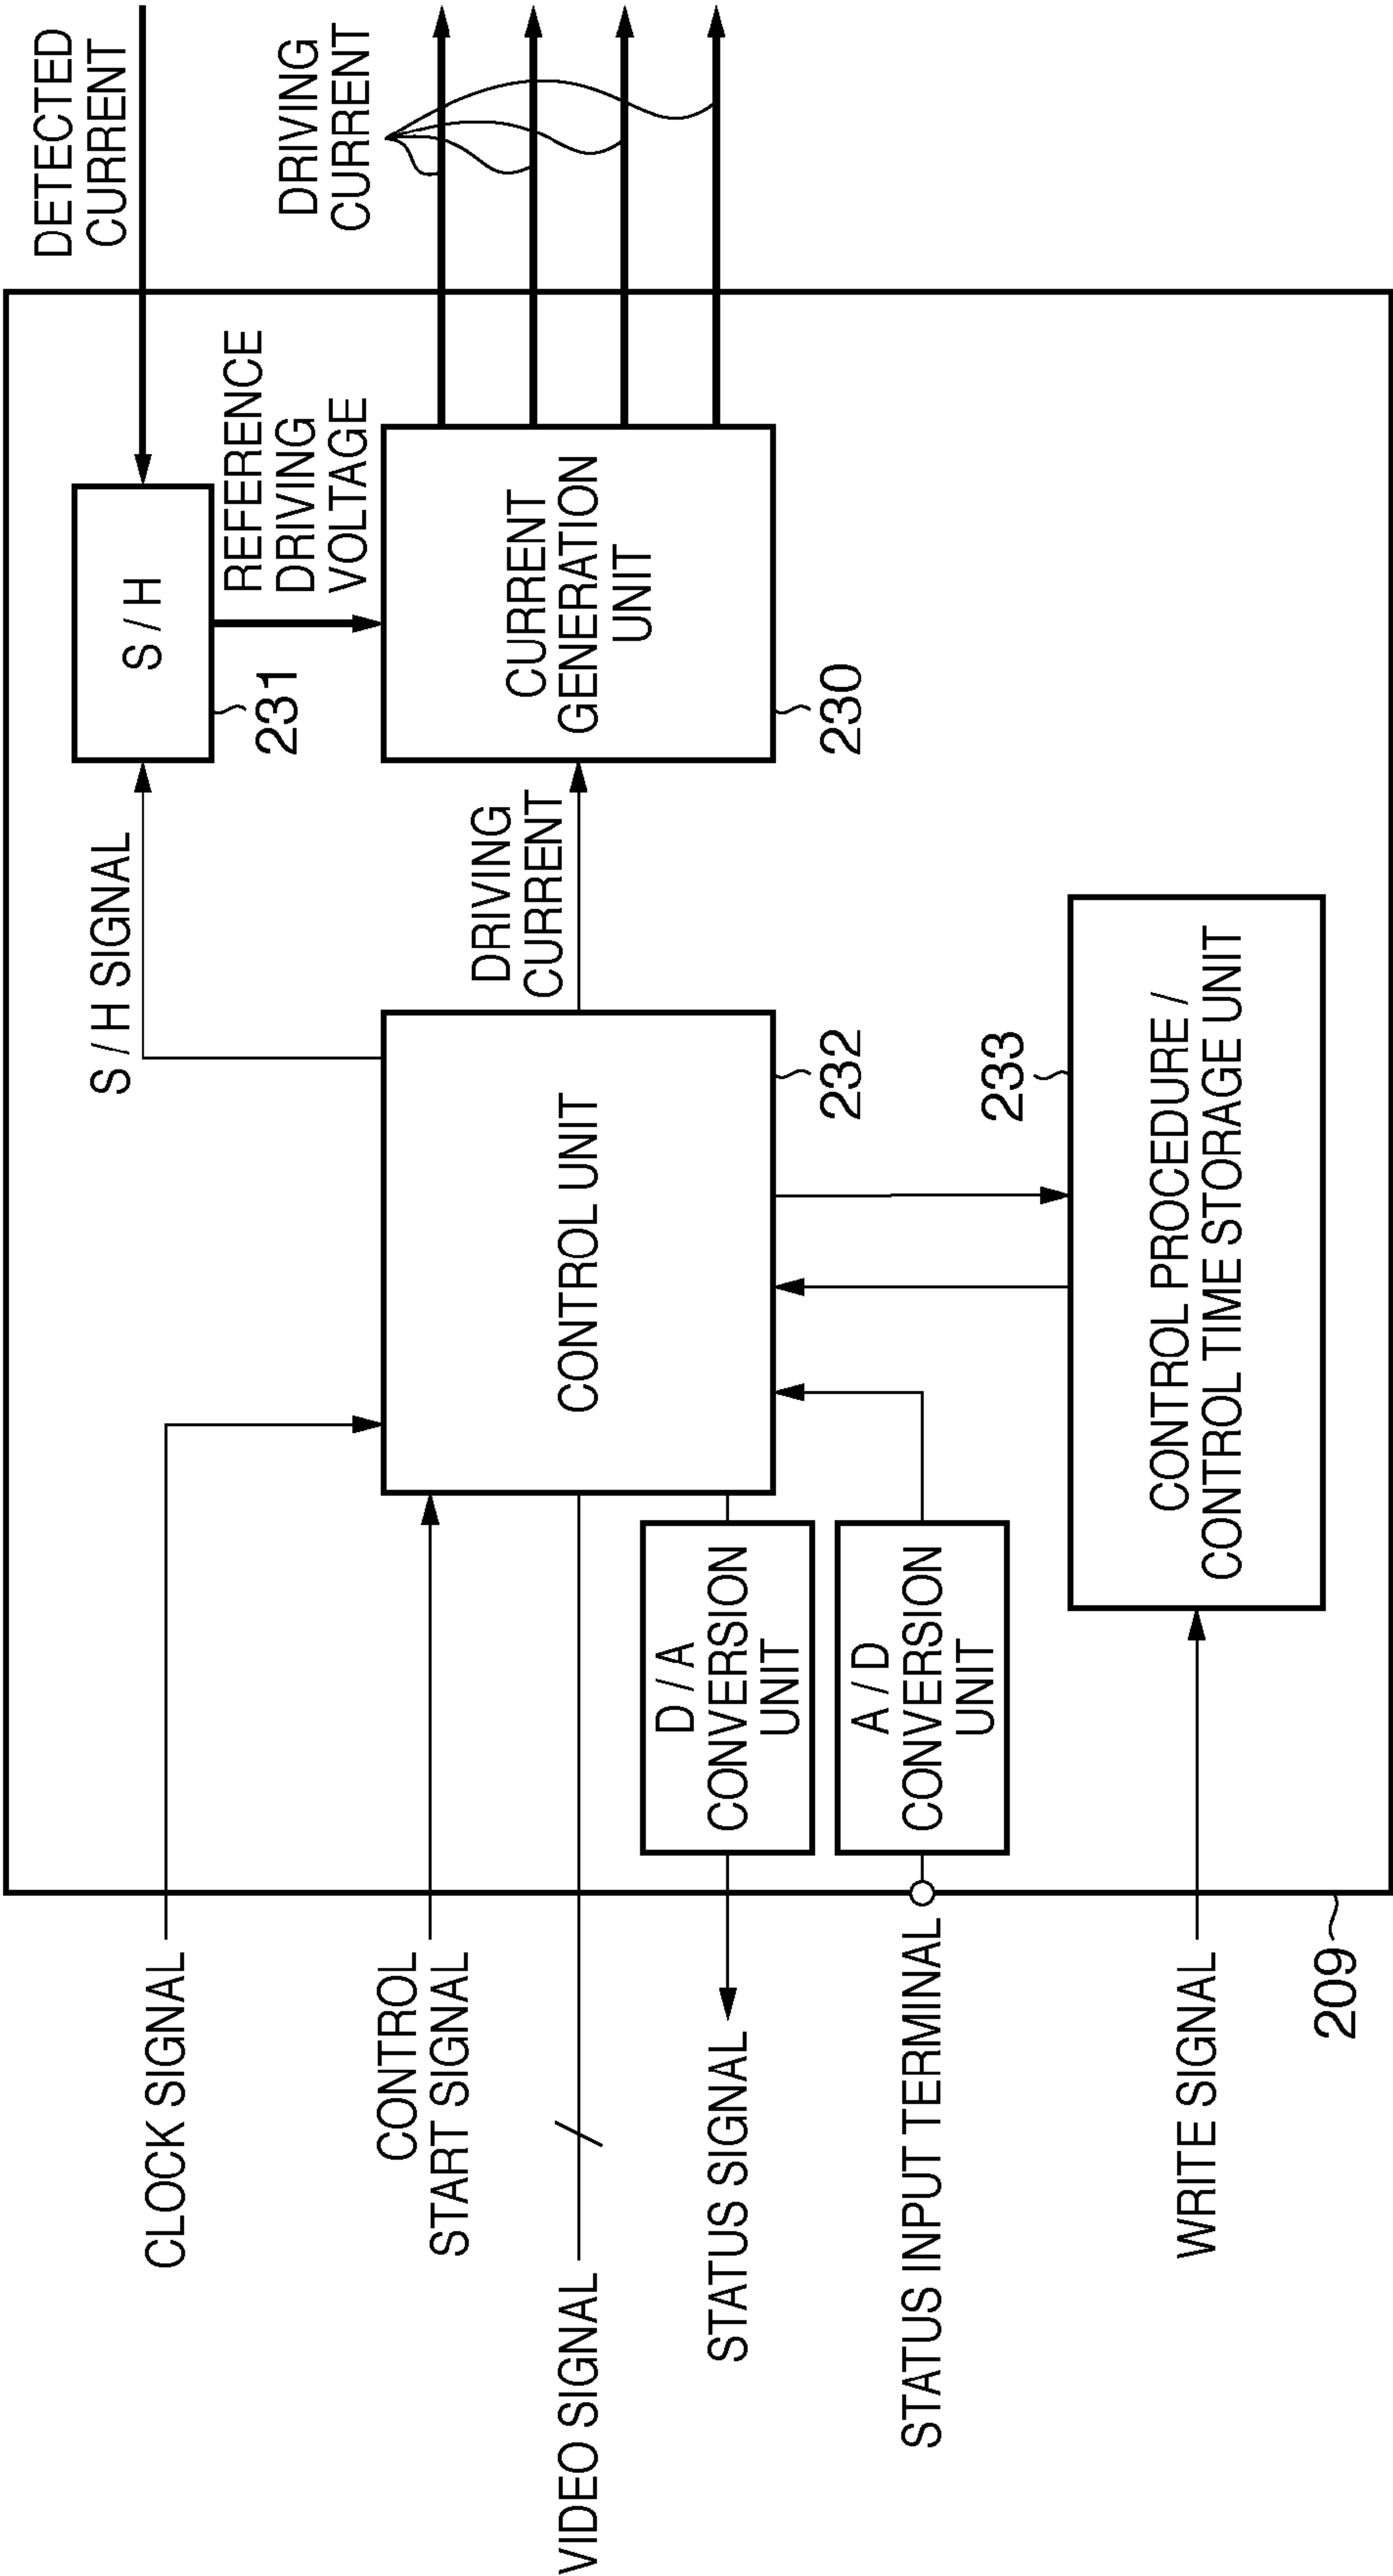 DETECTED
CURRENT
DRIVING
CURRENT
S / H SIGNAL
S / H
231
REFERENCE
DRIVING
VOLTAGE
CLOCK SIGNAL
CONTROL
START SIGNAL
VIDEO SIGNAL
CONTROL UNIT
232
DRIVING
CURRENT
CURRENT
GENERATION
UNIT
230
STATUS SIGNAL
D / A
CONVERSION
UNIT
STATUS INPUT TERMINAL
A / D
CONVERSION
UNIT
233
WRITE SIGNAL
CONTROL PROCEDURE /
CONTROL TIME STORAGE UNIT
209